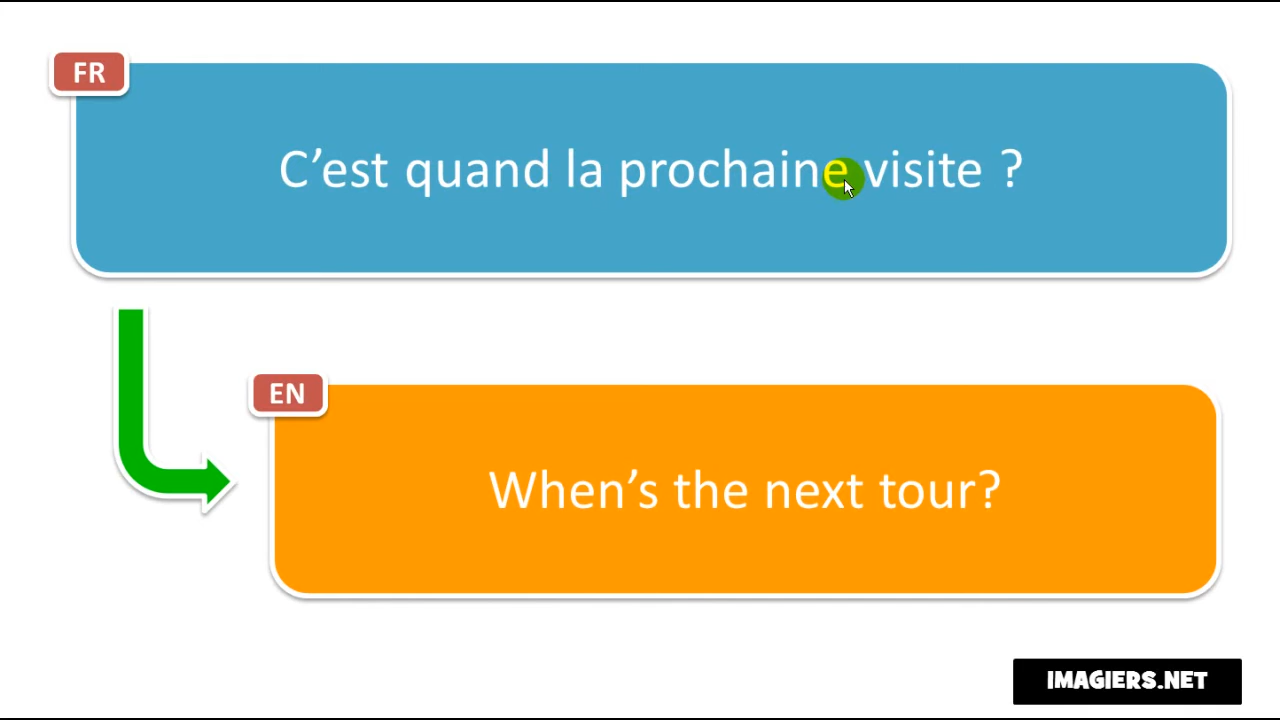 FR
C’est quand la prochaine visite ?
EN
When’s the next tour?
IMAGIERS.NET